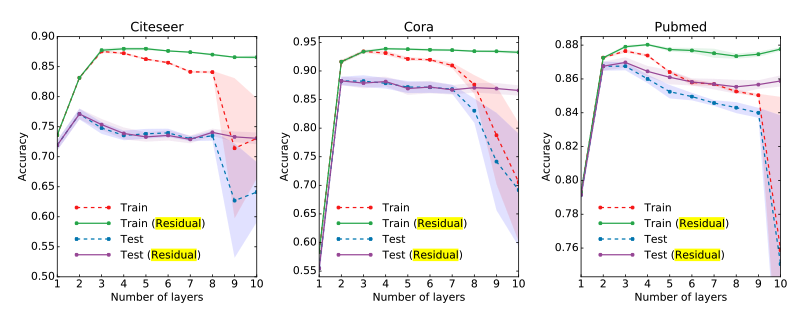 Citeseer
Accuracy
0.90
0.85
0.80
0.75
0.70
0.65
0.60
0.55
0.50
Train
Train (Residual)
Test
Test (Residual)
1 2 3 4 5 6 7 8 9 10
Number of layers
Cora
Accuracy
0.95
0.90
0.85
0.80
0.75
0.70
0.65
0.60
0.55
Train
Train (Residual)
Test
Test (Residual)
1 2 3 4 5 6 7 8 9 10
Number of layers
Pubmed
Accuracy
0.88
0.86
0.84
0.82
0.80
0.78
0.76
Train
Train (Residual)
Test
Test (Residual)
1 2 3 4 5 6 7 8 9 10
Number of layers